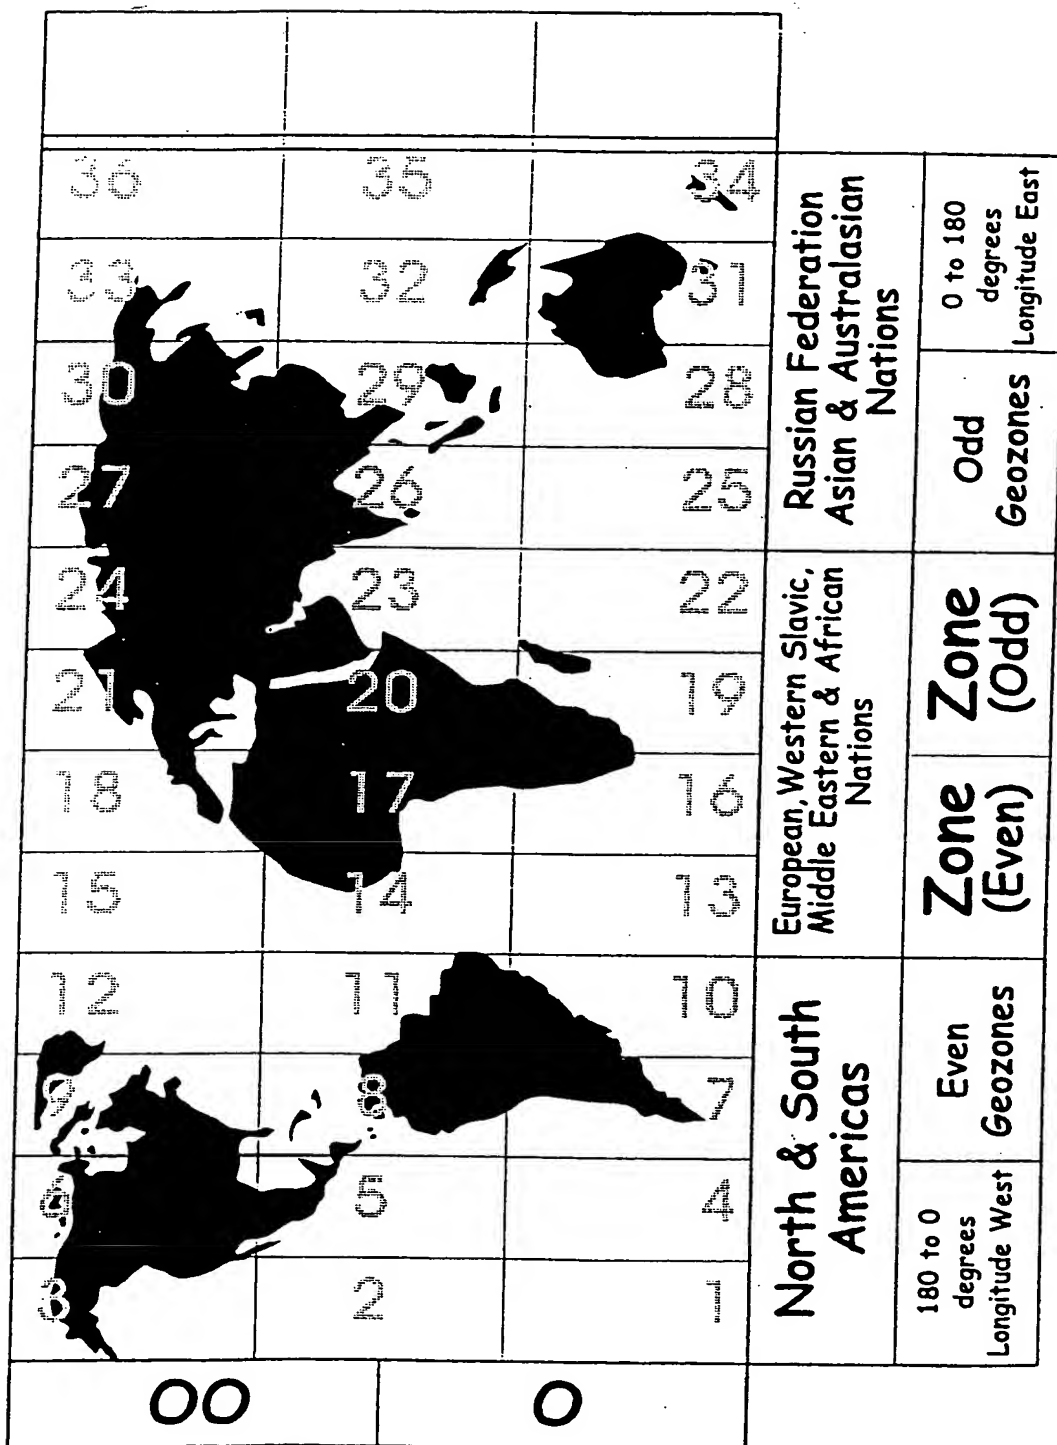 36 35 34
33 32 31
30 29 28
27 26 25
24 23 22
21 20 19
18 17 16
15 14 13
12 11 10
9 8 7
6 5 4
3 2 1
00 0
North & South
Americas
European, Western Slavic,
Middle Eastern & African
Nations
Russian Federation
Asian & Australasian
Nations
180 to 0
degrees
Longitude West
Even
Geozones
Zone
(Even)
Zone
(Odd)
Odd
Geozones
0 to 180
degrees
Longitude East